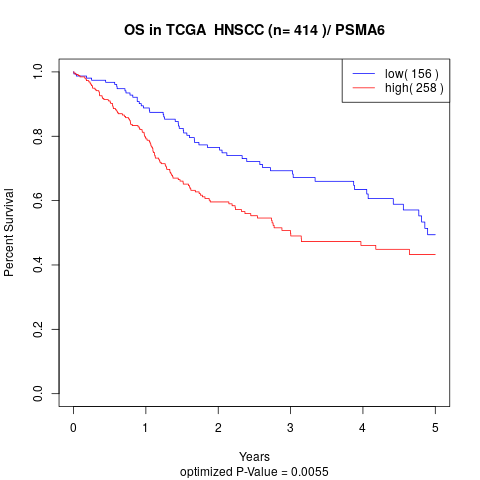 OS in TCGA  HNSCC (n= 414 )/ PSMA6
low( 156 )
high( 258 )
Percent Survival
1.0
0.8
0.6
0.4
0.2
0.0
0 1 2 3 4 5
Years
optimized P-Value = 0.0055